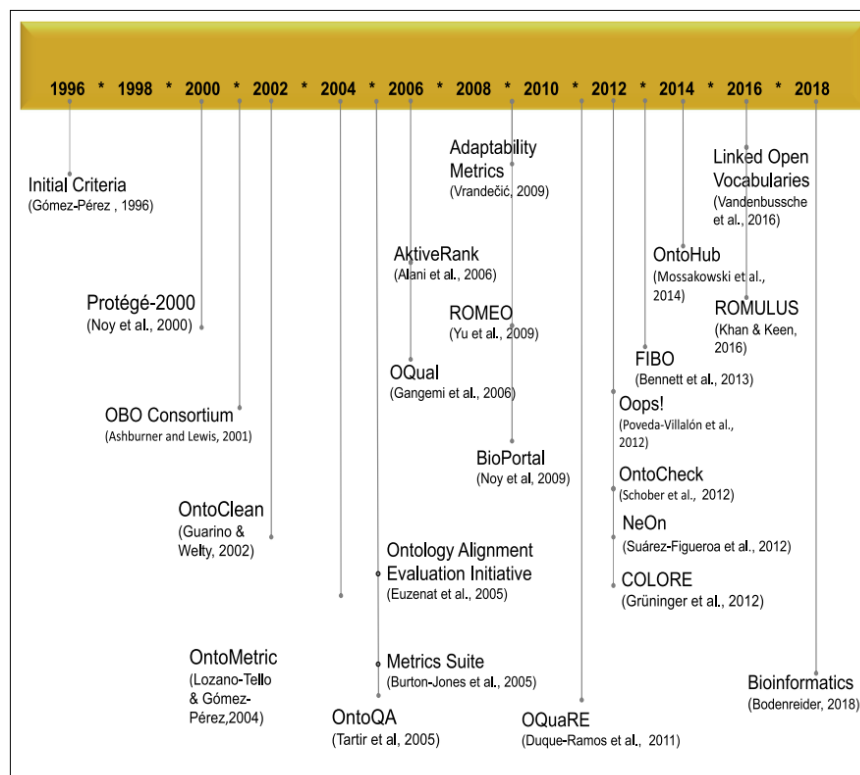 1996 * 1998 * 2000 * 2002 * 2004 * 2006 * 2008 * 2010 * 2012 * 2014 * 2016 * 2018
Initial Criteria
(Gómez-Pérez , 1996)
Protégé-2000
(Noy et al., 2000)
OBO Consortium
(Ashburner and Lewis, 2001)
OntoClean
(Guarino &
Welty, 2002)
OntoMetric
(Lozano-Tello
& Gómez-
Pérez,2004)
Ontology Alignment
Evaluation Initiative
(Euzenat et al., 2005)
Metrics Suite
(Burton-Jones et al., 2005)
OntoQA
(Tartir et al, 2005)
AktiveRank
(Alani et al., 2006)
OQual
(Gangemi et al., 2006)
Adaptability
Metrics
(Vrandečić, 2009)
ROMEO
(Yu et al., 2009)
BioPortal
(Noy et al, 2009)
OQuaRE
(Duque-Ramos et al., 2011)
Oops!
(Poveda-Villalón et al.,
2012)
OntoCheck
(Schober et al., 2012)
NeOn
(Suárez-Figueroa et al., 2012)
COLORE
(Grüninger et al., 2012)
FIBO
(Bennett et al., 2013)
OntoHub
(Mossakowski et al.,
2014)
Linked Open
Vocabularies
(Vandenbussche
et al., 2016)
ROMULUS
(Khan & Keen,
2016)
Bioinformatics
(Bodenreider, 2018)